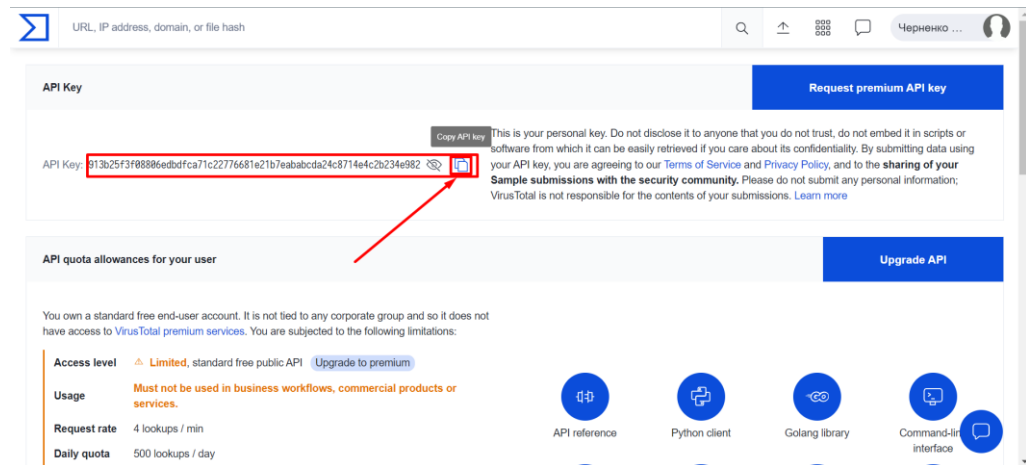 URL, IP address, domain, or file hash
Черненко ...
API Key
Request premium API key
Copy API key
API Key: 913b25f3f08806edbdfca71c22776681e21b7eababcda24c8714e4c2b234e982
This is your personal key. Do not disclose it to anyone that you do not trust, do not embed it in scripts or
software from which it can be easily retrieved if you care about its confidentiality. By submitting data using
your API key, you are agreeing to our Terms of Service and Privacy Policy, and to the sharing of your
Sample submissions with the security community. Please do not submit any personal information;
VirusTotal is not responsible for the contents of your submissions. Learn more
API quota allowances for your user
Upgrade API
You own a standard free end-user account. It is not tied to any corporate group and so it does not
have access to VirusTotal premium services. You are subjected to the following limitations:
Access level Limited, standard free public API Upgrade to premium
Usage Must not be used in business workflows, commercial products or
services.
Request rate 4 lookups / min
Daily quota 500 lookups / day
API reference
Python client
Golang library
Command-line
interface